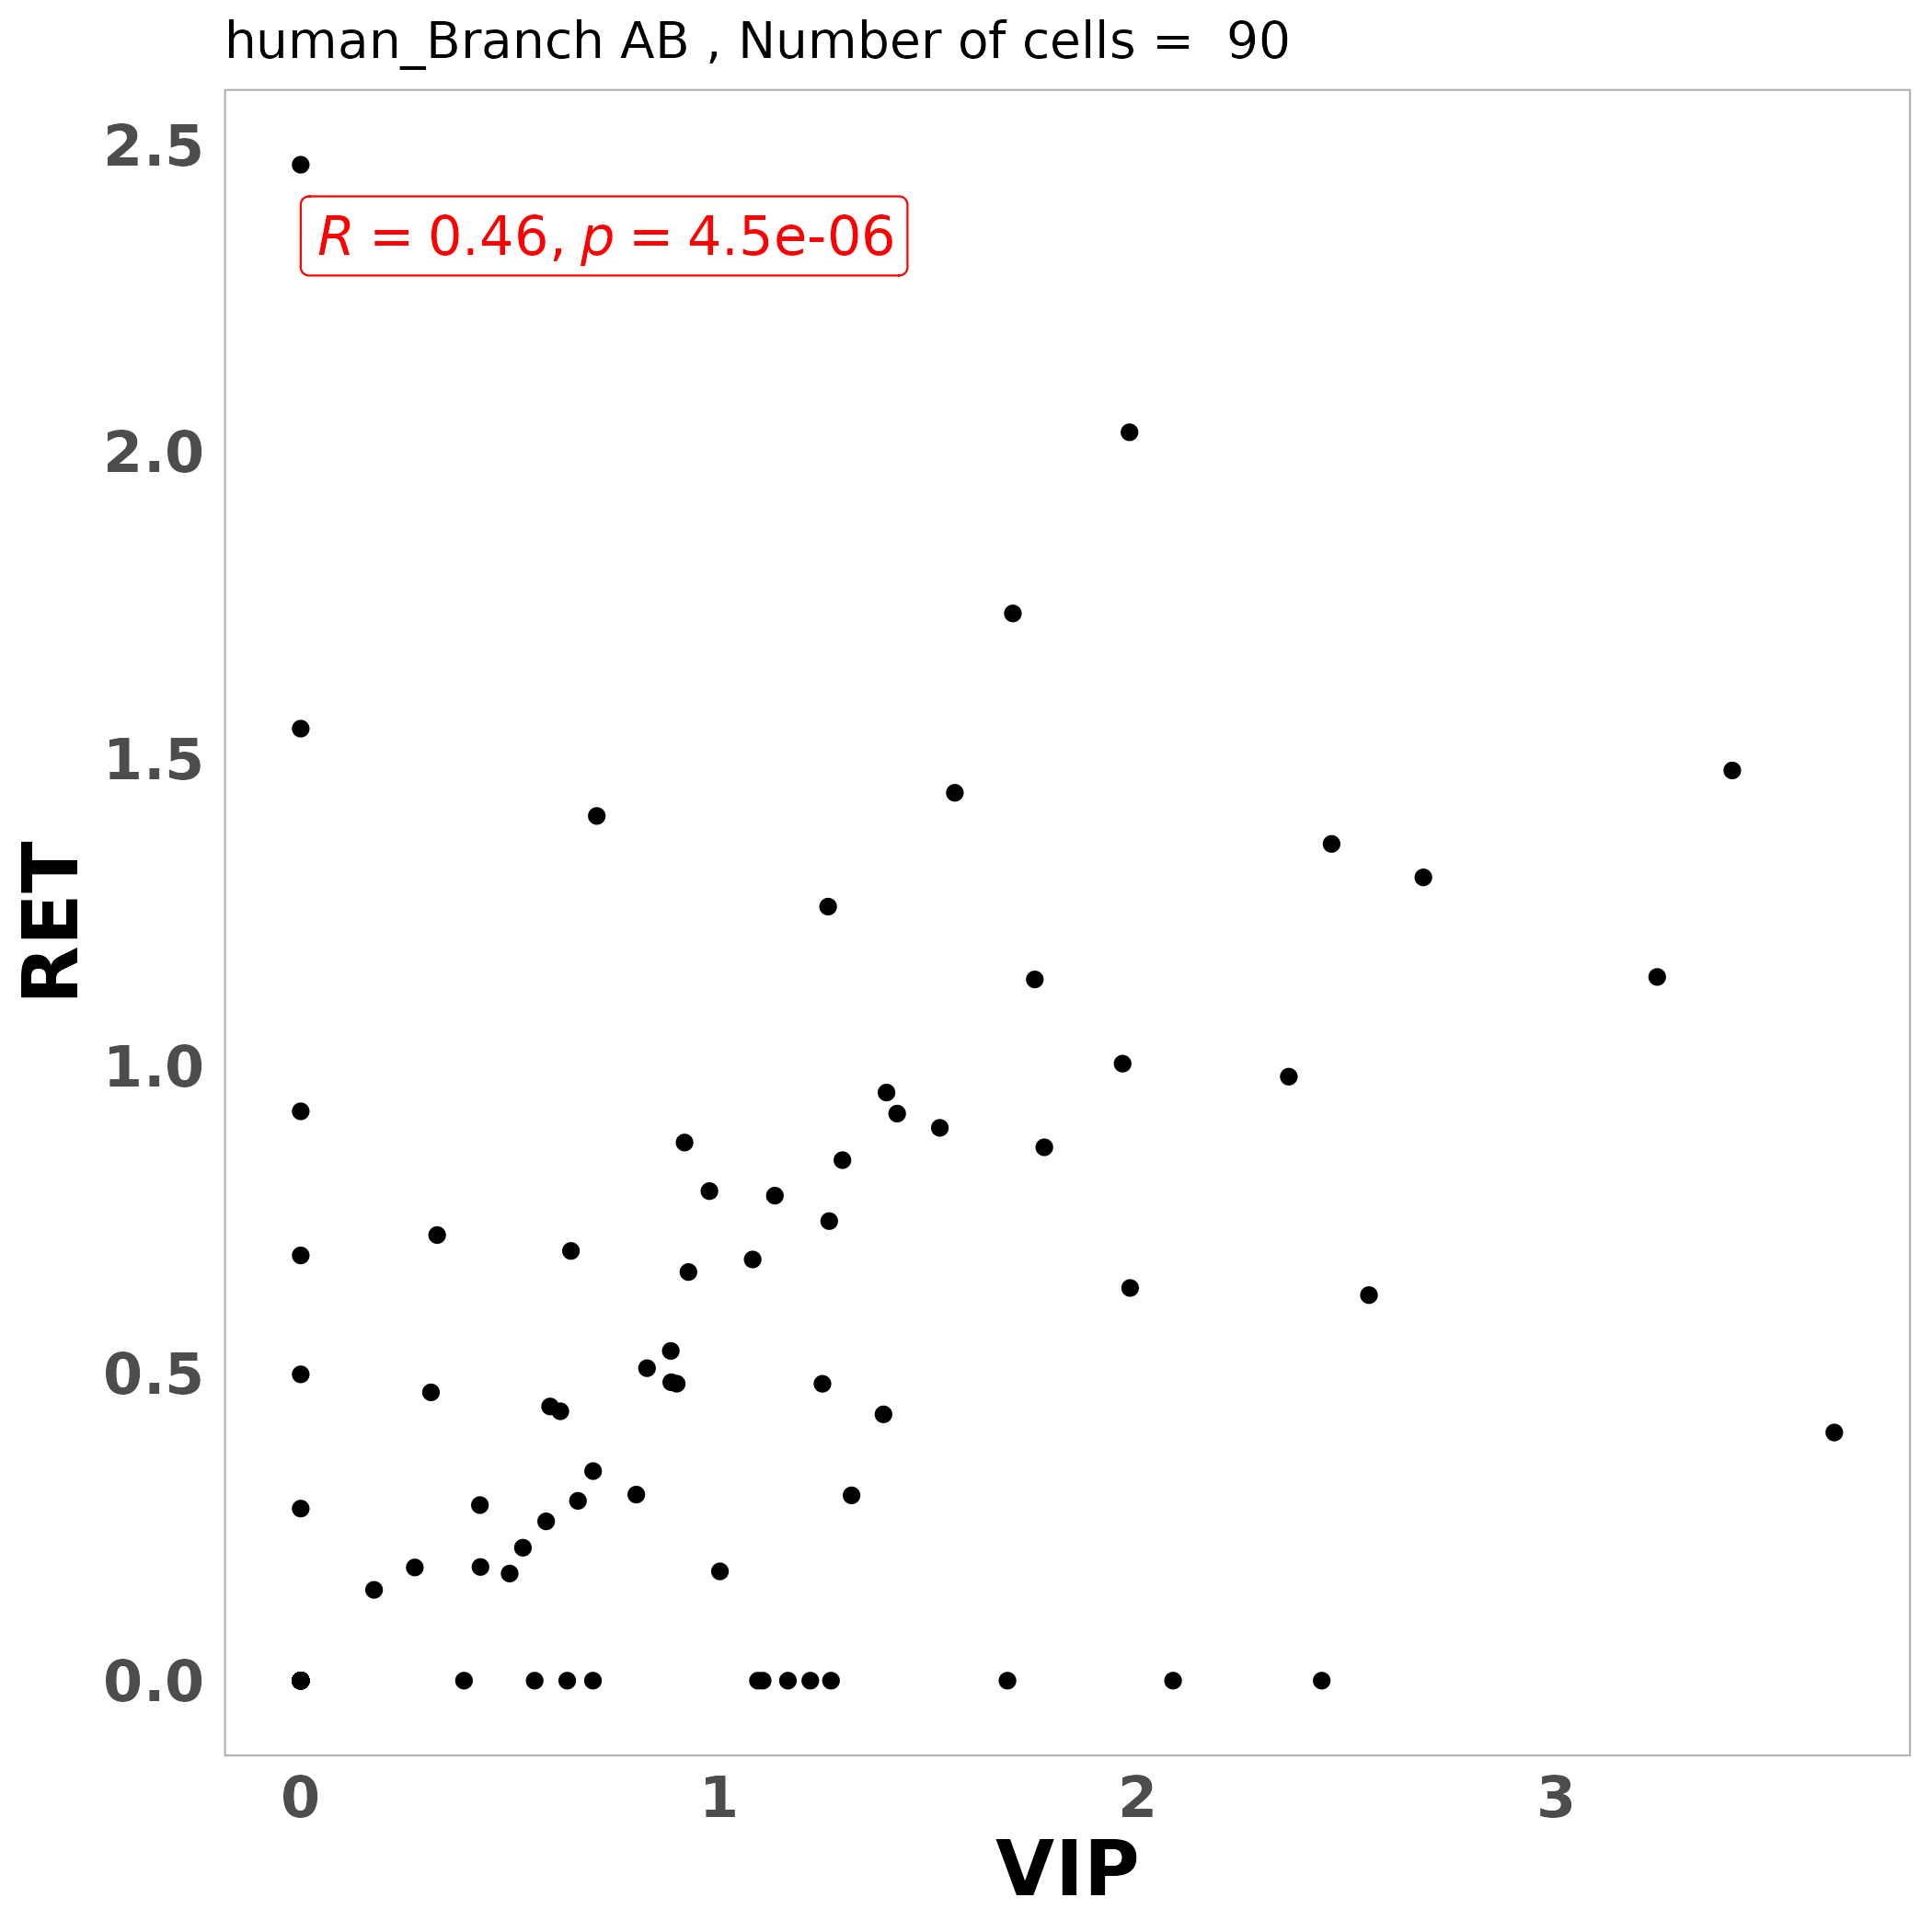 human_Branch AB , Number of cells =  90
2.5
R = 0.46, p = 4.5e-06
2.0
1.5
RET
1.0
0.5
0.0
0 1 2 3
VIP